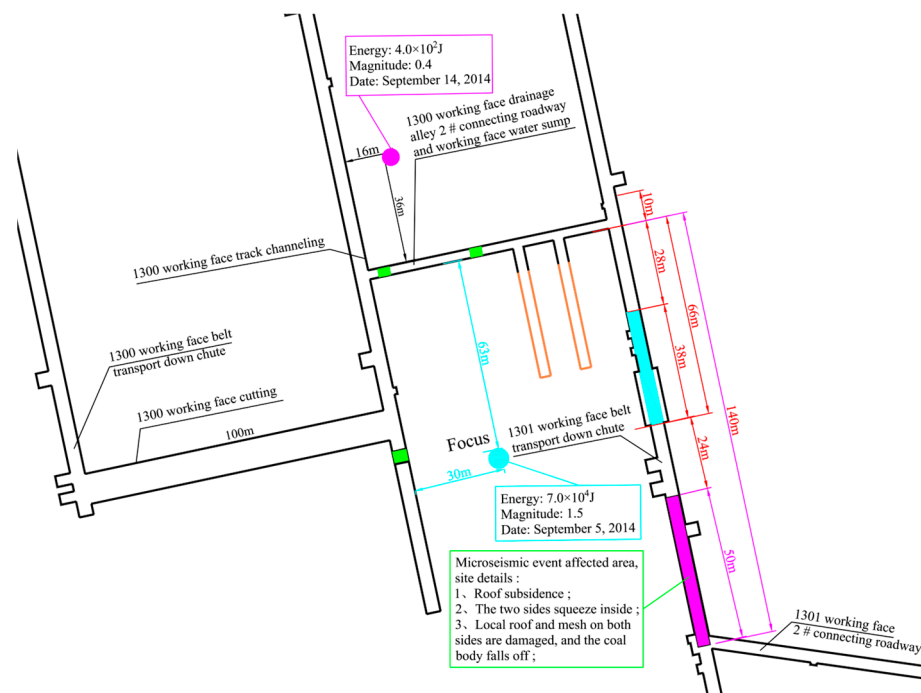 Energy: 4.0×10²J
Magnitude: 0.4
Date: September 14, 2014
1300 working face drainage
alley 2 # connecting roadway
and working face water sump
16m
36m
10m
1300 working face track channeling
28m
66m
63m
38m
1300 working face belt
transport down chute
1300 working face cutting
140m
100m
Focus
1301 working face belt
transport down chute
24m
30m
Energy: 7.0×10⁴J
Magnitude: 1.5
Date: September 5, 2014
50m
Microseismic event affected area,
site details :
1、Roof subsidence ;
2、The two sides squeeze inside ;
3、Local roof and mesh on both
sides are damaged, and the coal
body falls off ;
1301 working face
2 # connecting roadway